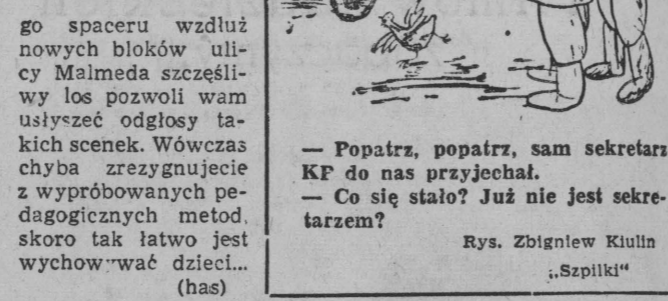 go spaceru wzdłuż
nowych bloków uli-
cy Malmeda szczęśli-
wy los pozwoli wam
usłyszeć odgłosy ta-
kich scenek. Wówczas
chyba zrezygnujecie
z wypróbowanych pe-
dagogicznych metod,
skoro tak łatwo jest
wychowywać dzieci...
(has)
— Popatrz, popatrz, sam sekretarz
KP do nas przyjechał.
— Co się stało? Już nie jest sekre-
tarzem?
Rys. Zbigniew Kiulin
„Szpilki"